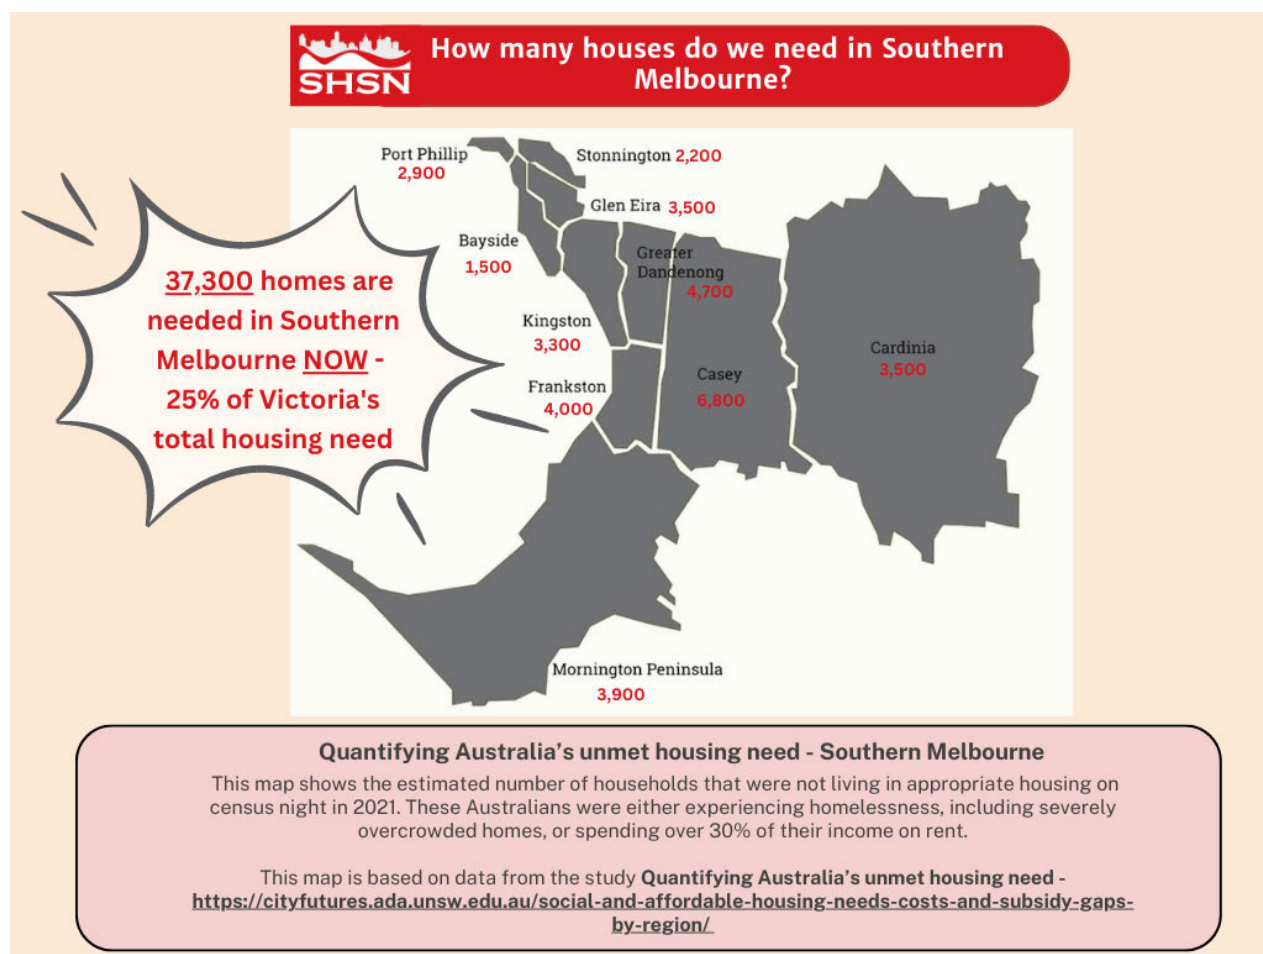 SHSN
How many houses do we need in Southern
Melbourne?
Port Phillip
2,900
Stonnington 2,200
Glen Eira 3,500
Bayside
1,500
Greater
Dandenong
4,700
Kingston
3,300
Frankston
4,000
Casey
6,800
Cardinia
3,500
Mornington Peninsula
3,900
37,300 homes are
needed in Southern
Melbourne NOW -
25% of Victoria's
total housing need
Quantifying Australia’s unmet housing need - Southern Melbourne
This map shows the estimated number of households that were not living in appropriate housing on
census night in 2021. These Australians were either experiencing homelessness, including severely
overcrowded homes, or spending over 30% of their income on rent.
This map is based on data from the study Quantifying Australia’s unmet housing need -
https://cityfutures.ada.unsw.edu.au/social-and-affordable-housing-needs-costs-and-subsidy-gaps-
by-region/